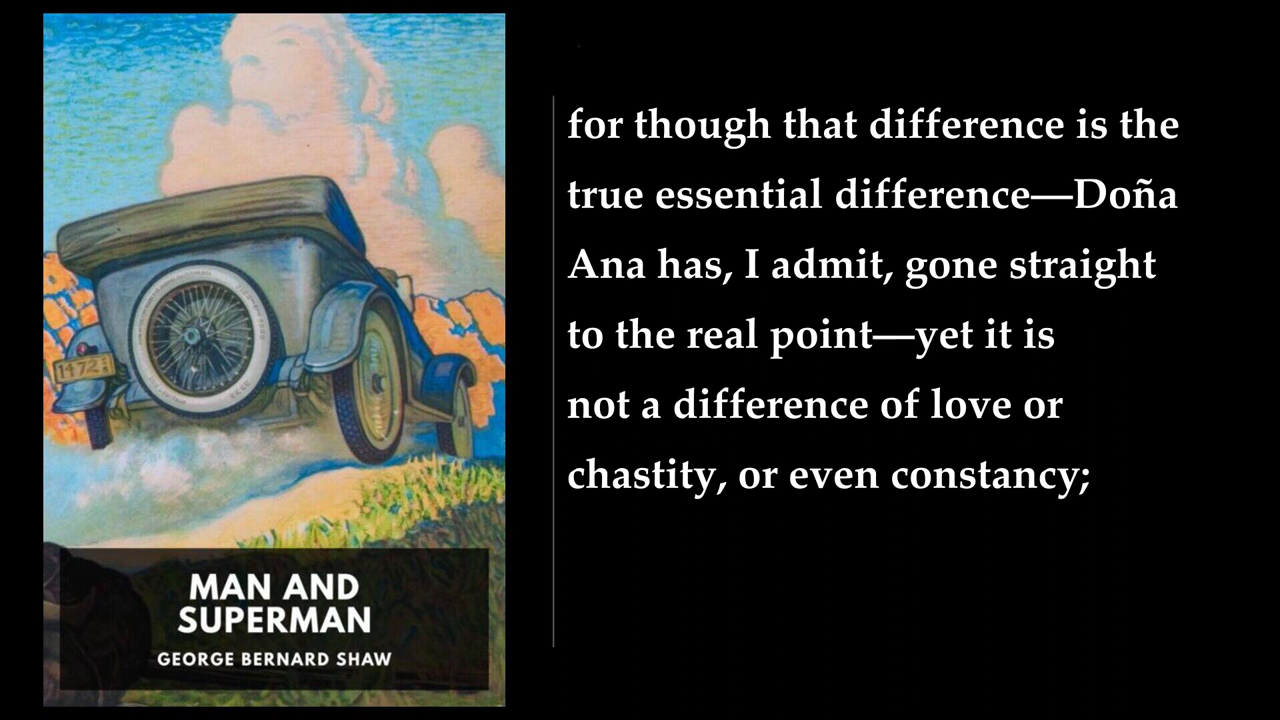 for though that difference is the
true essential difference—Doña
Ana has, I admit, gone straight
to the real point—yet it is
not a difference of love or
chastity, or even constancy;
1472
MAN AND
SUPERMAN
GEORGE BERNARD SHAW